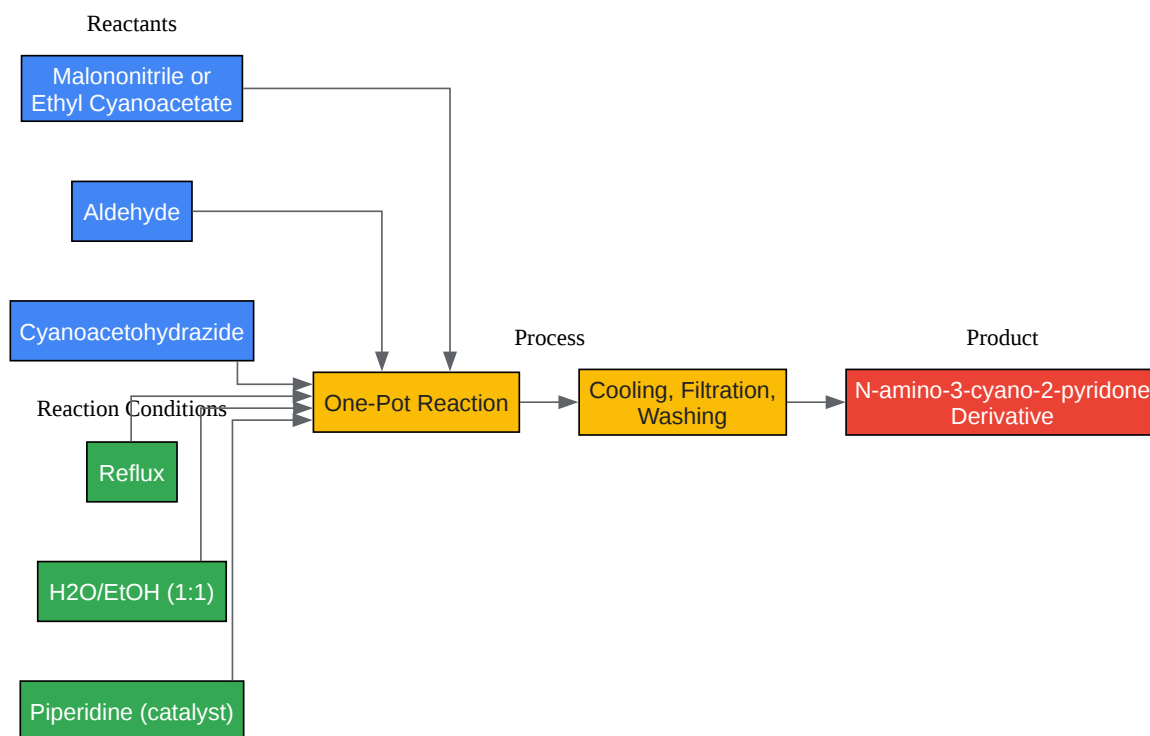 Reactants
Malononitrile or
Ethyl Cyanoacetate
Aldehyde
Cyanoacetohydrazide
Reaction Conditions
Reflux
H2O/EtOH (1:1)
Piperidine (catalyst)
Process
One-Pot Reaction
Cooling, Filtration,
Washing
Product
N-amino-3-cyano-2-pyridone
Derivative